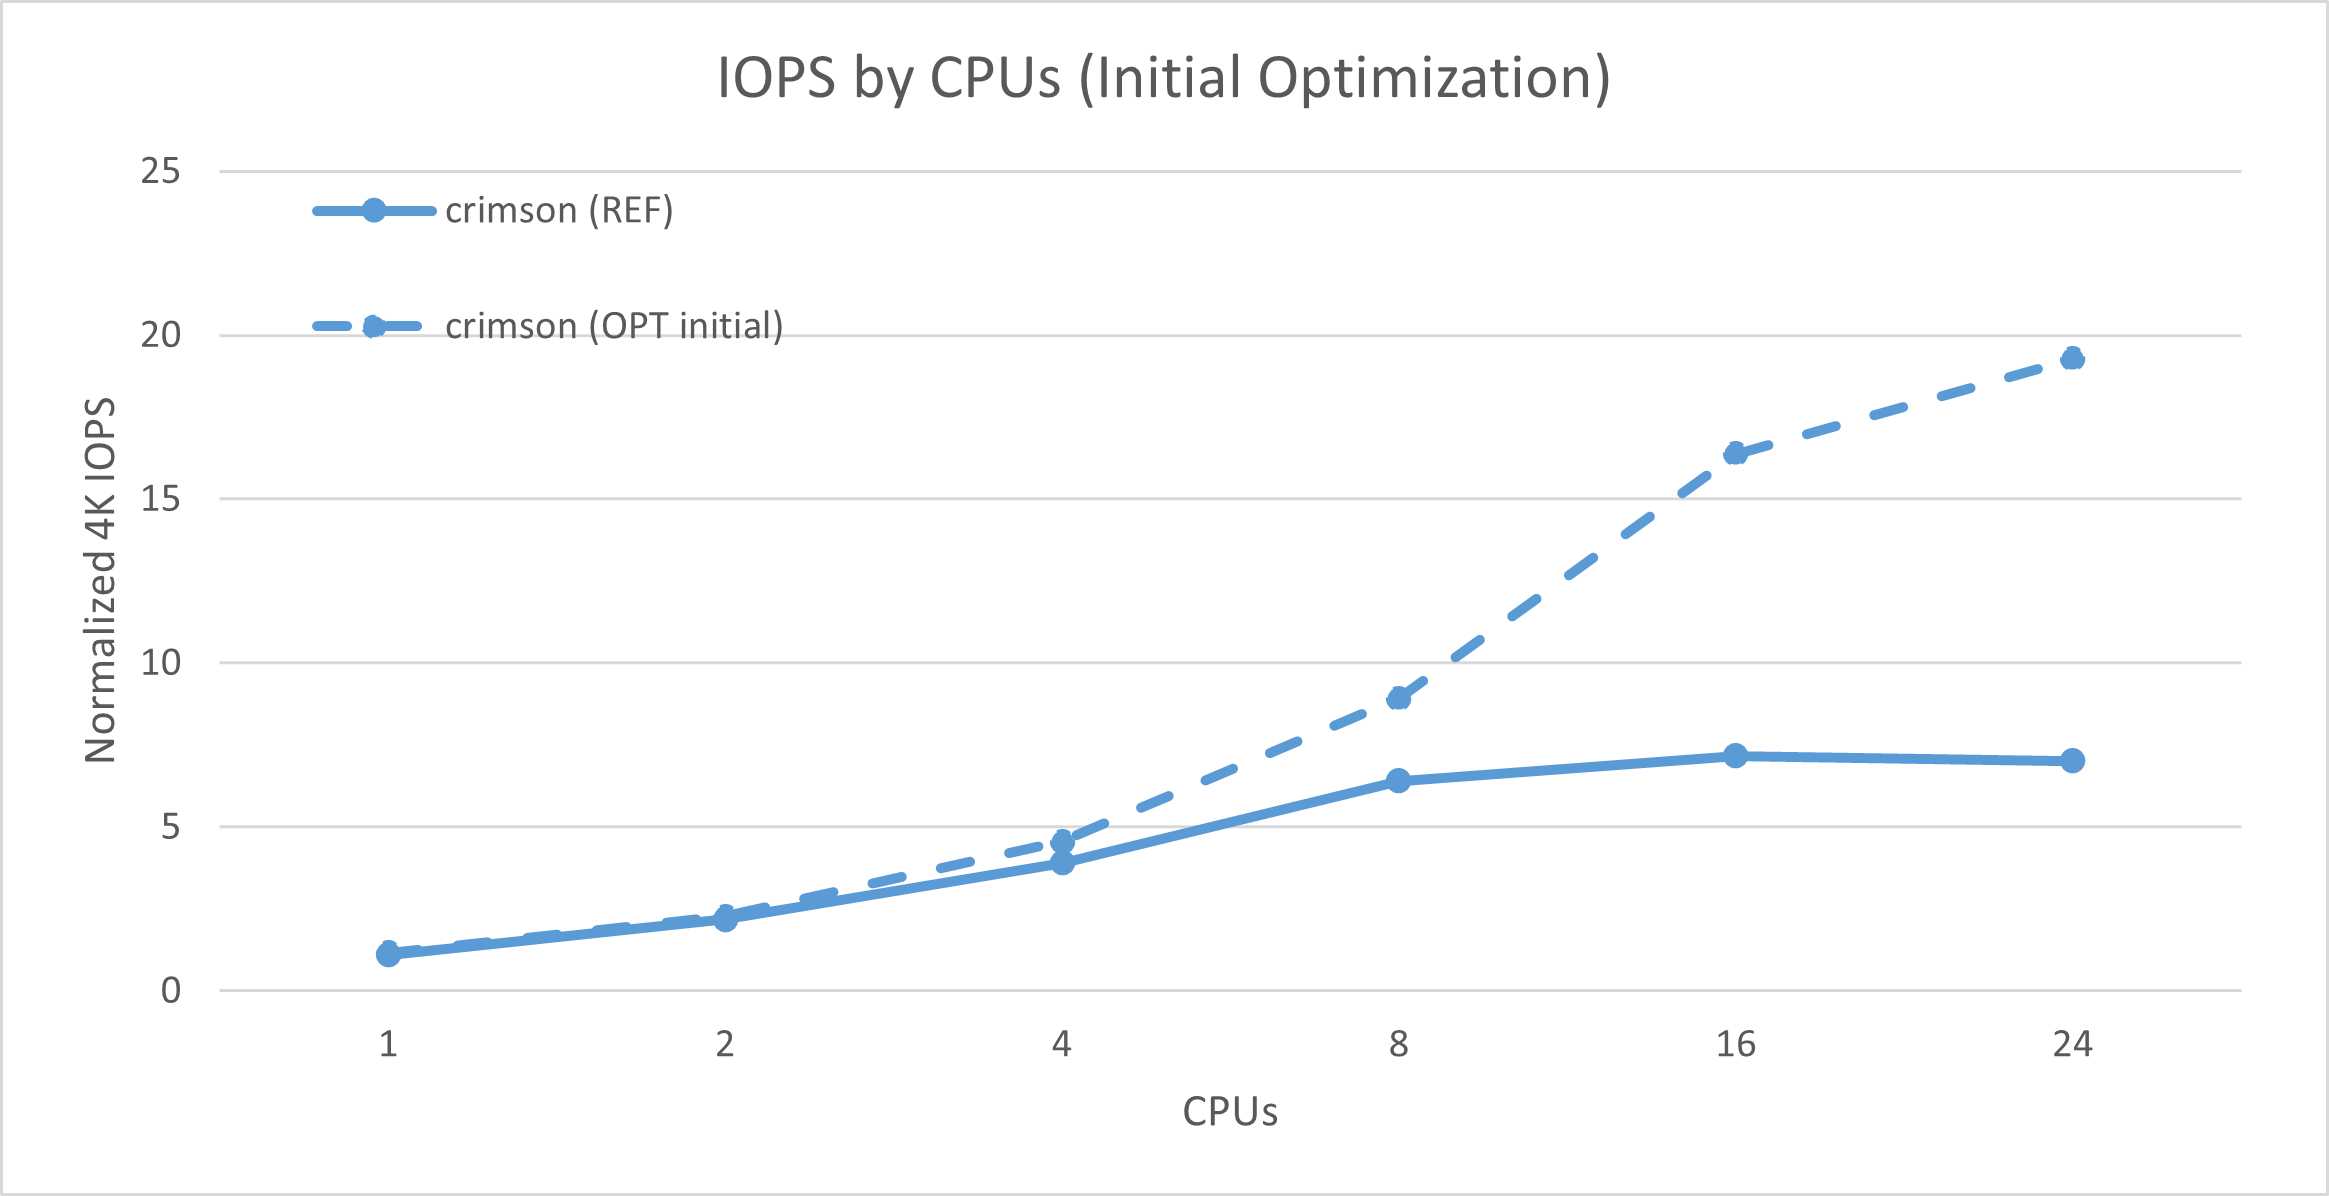 IOPS by CPUs (Initial Optimization)
25
crimson (REF)
crimson (OPT initial)
20
15
10
5
0
Normalized 4K IOPS
1 2 4 8 16 24
CPUs